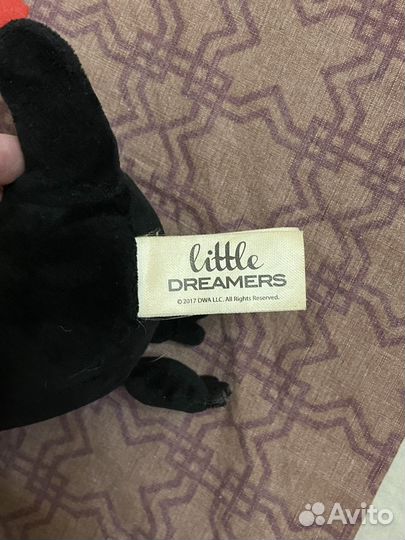 little
DREAMERS
© 2017 DWA LLC. All Rights Reserved.
Avito